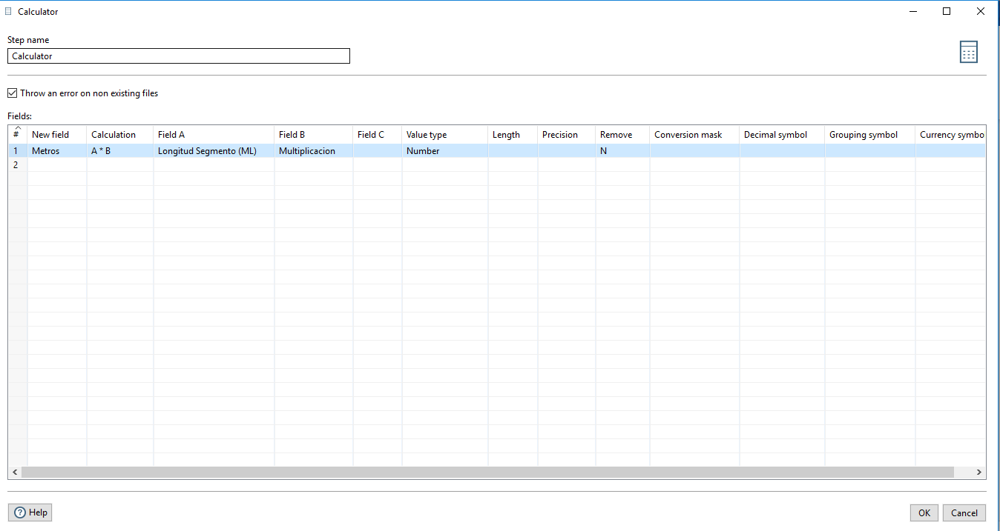 Calculator
Step name
Calculator
Throw an error on non existing files
Fields:
# New field Calculation Field A Field B Field C Value type Length Precision Remove Conversion mask Decimal symbol Grouping symbol Currency symbo
1 Metros A * B Longitud Segmento (ML) Multiplicacion Number N
2
Help OK Cancel